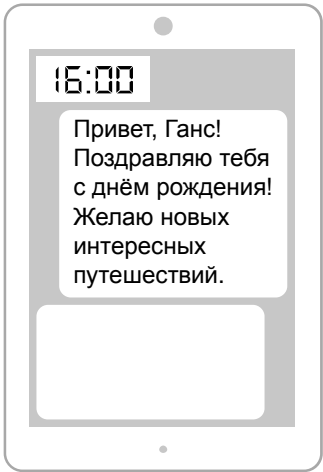 16:00
Привет, Ганс!
Поздравляю тебя
с днём рождения!
Желаю новых
интересных
путешествий.